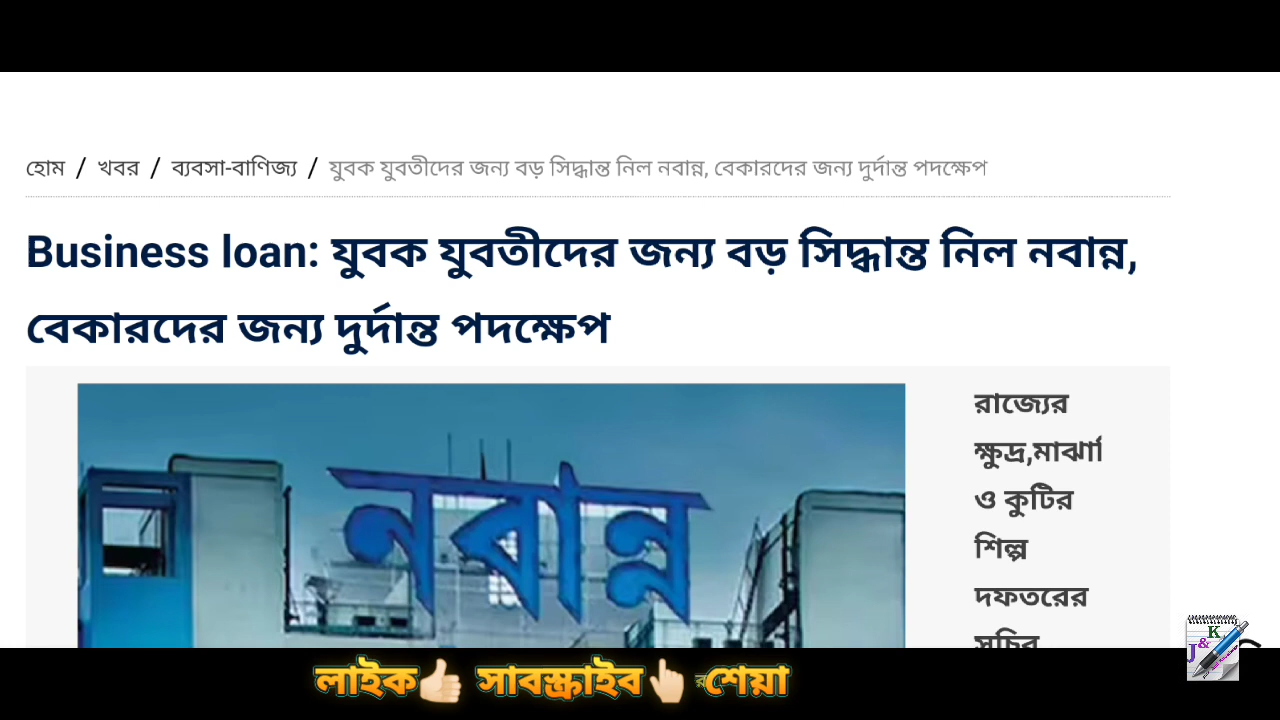 হোম / খবর / ব্যবসা-বাণিজ্য / যুবক যুবতীদের জন্য বড় সিদ্ধান্ত নিল নবান্ন, বেকারদের জন্য দুর্দান্ত পদক্ষেপ
Business loan: যুবক যুবতীদের জন্য বড় সিদ্ধান্ত নিল নবান্ন,
বেকারদের জন্য দুর্দান্ত পদক্ষেপ
নবান্ন
রাজ্যের
ক্ষুদ্র,মাঝারি
ও কুটির
শিল্প
দফতরের
সচিব
লাইক সাবস্ক্রাইব শেয়া
J&K